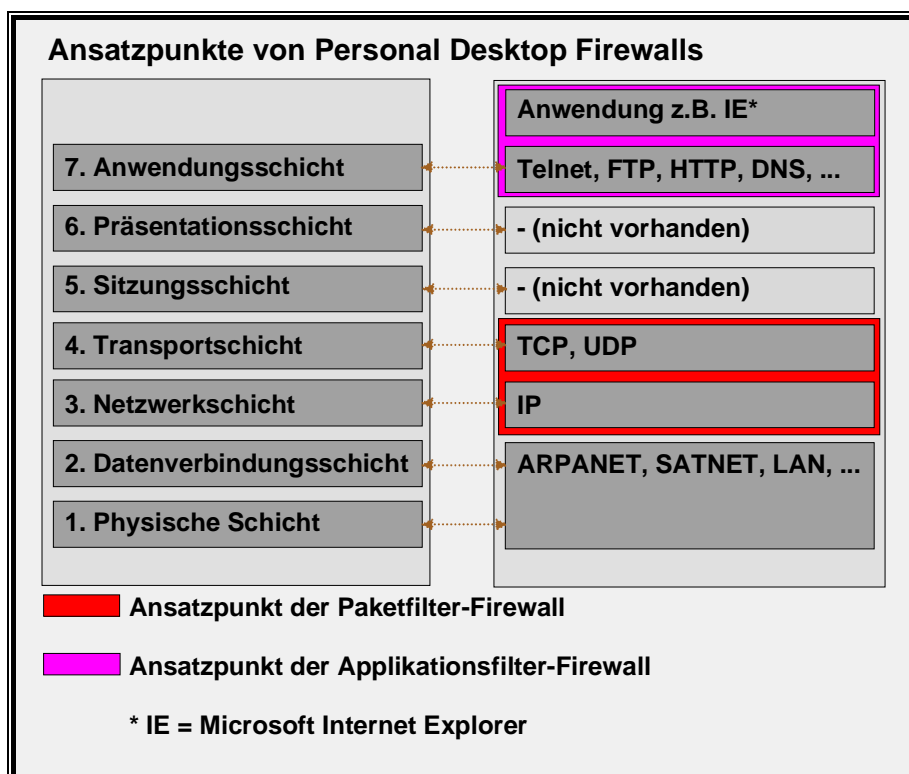 Ansatzpunkte von Personal Desktop Firewalls
Anwendung z.B. IE*
7. Anwendungsschicht
Telnet, FTP, HTTP, DNS, ...
6. Präsentationsschicht
- (nicht vorhanden)
5. Sitzungsschicht
- (nicht vorhanden)
4. Transportschicht
TCP, UDP
3. Netzwerkschicht
IP
2. Datenverbindungsschicht
ARPANET, SATNET, LAN, ...
1. Physische Schicht
Ansatzpunkt der Paketfilter-Firewall
Ansatzpunkt der Applikationsfilter-Firewall
* IE = Microsoft Internet Explorer